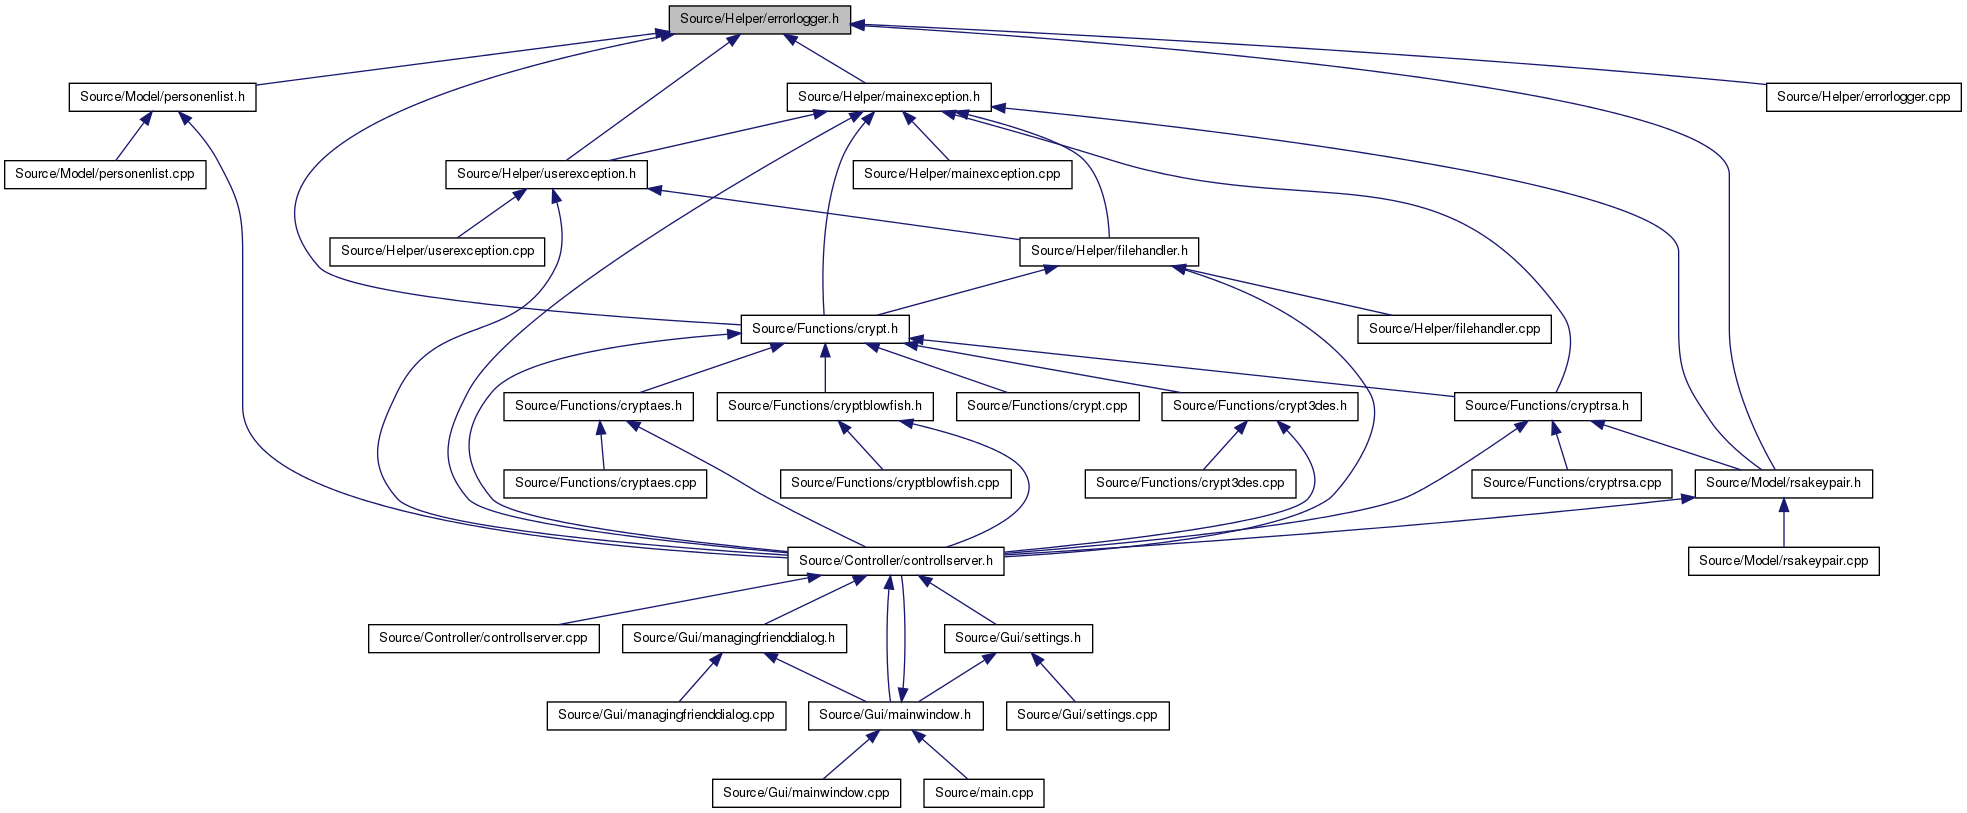 Source/Helper/errorlogger.h
Source/Model/personenlist.h
Source/Helper/mainexception.h
Source/Helper/errorlogger.cpp
Source/Model/personenlist.cpp
Source/Helper/userexception.h
Source/Helper/mainexception.cpp
Source/Helper/userexception.cpp
Source/Helper/filehandler.h
Source/Functions/crypt.h
Source/Helper/filehandler.cpp
Source/Functions/cryptaes.h
Source/Functions/cryptblowfish.h
Source/Functions/crypt.cpp
Source/Functions/crypt3des.h
Source/Functions/cryptrsa.h
Source/Functions/cryptaes.cpp
Source/Functions/cryptblowfish.cpp
Source/Functions/crypt3des.cpp
Source/Functions/cryptrsa.cpp
Source/Model/rsakeypair.h
Source/Controller/controllserver.h
Source/Model/rsakeypair.cpp
Source/Controller/controllserver.cpp
Source/Gui/managingfrienddialog.h
Source/Gui/settings.h
Source/Gui/managingfrienddialog.cpp
Source/Gui/mainwindow.h
Source/Gui/settings.cpp
Source/Gui/mainwindow.cpp
Source/main.cpp